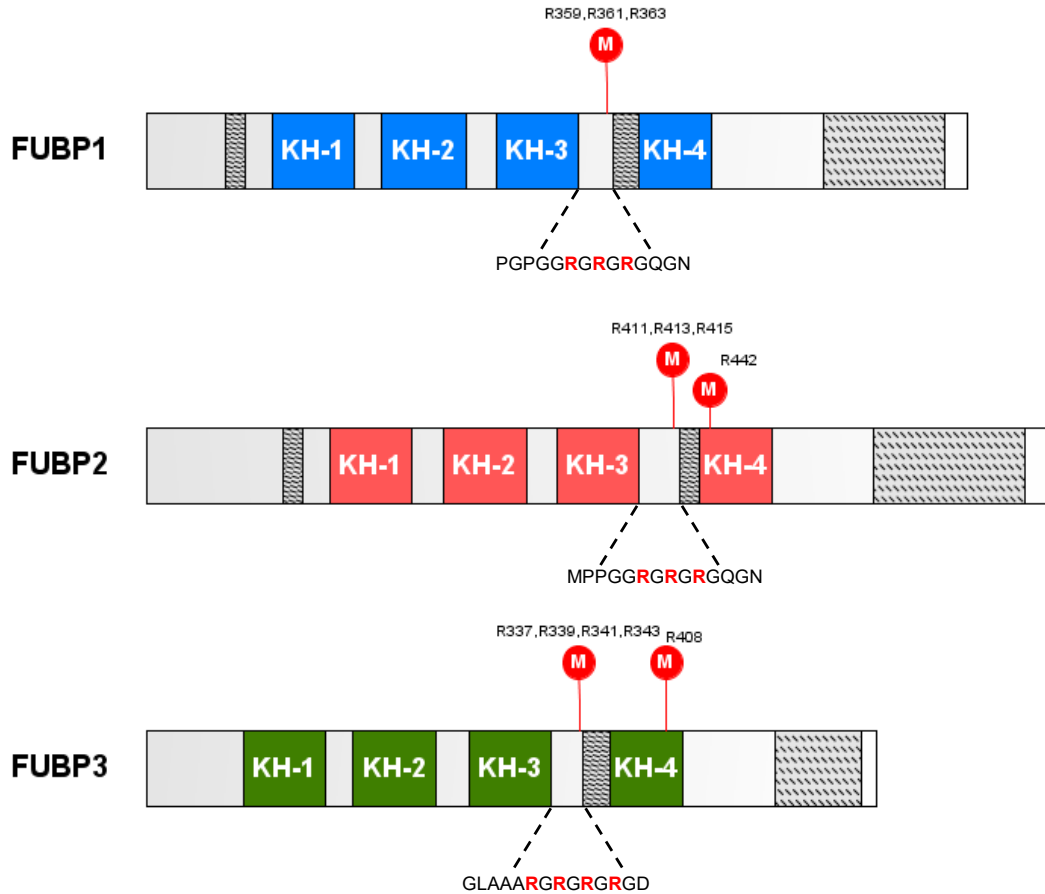 R359,R361,R363
M
FUBP1
KH-1 KH-2 KH-3 KH-4
PGPGGRGRGRGQGN
R411,R413,R415
M
R442
M
FUBP2
KH-1 KH-2 KH-3 KH-4
MPPGGRGRGRGQGN
R337,R339,R341,R343 R408
M M
FUBP3
KH-1 KH-2 KH-3 KH-4
GLAAARGRGRGRGD